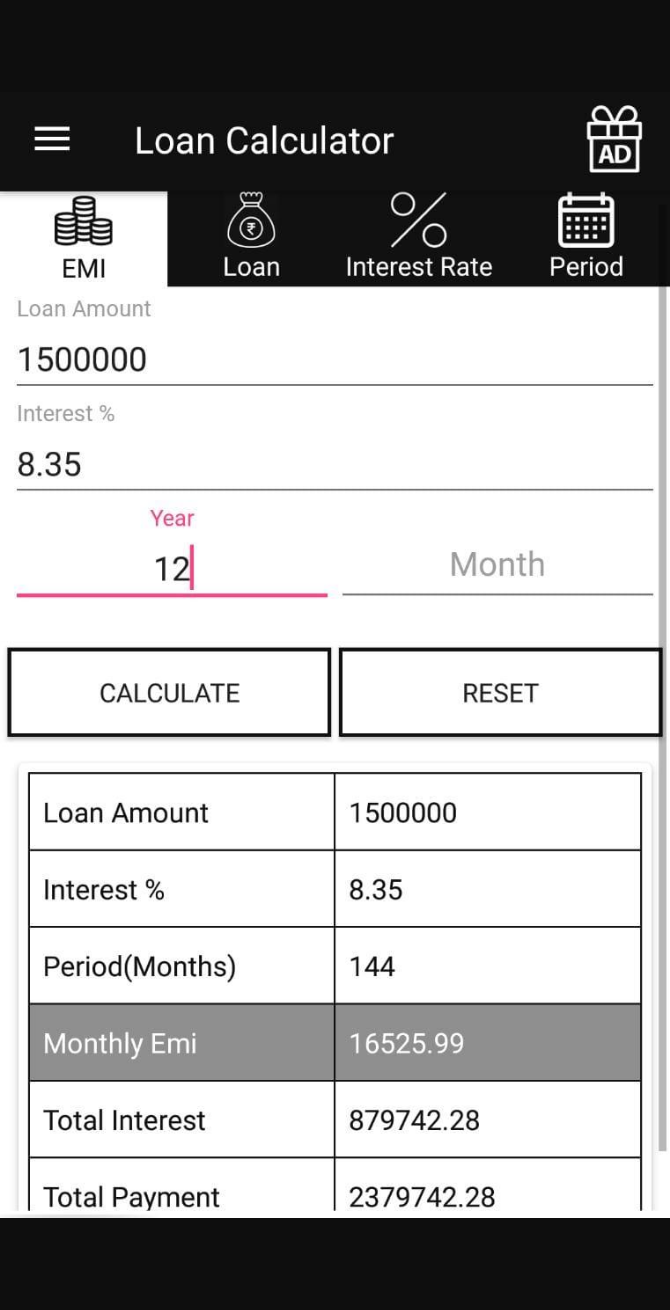 Loan Calculator
AD
EMI
Loan
Interest Rate
Period
Loan Amount
1500000
Interest %
8.35
Year
12
Month
CALCULATE
RESET
Loan Amount 1500000
Interest % 8.35
Period(Months) 144
Monthly Emi 16525.99
Total Interest 879742.28
Total Payment 2379742.28